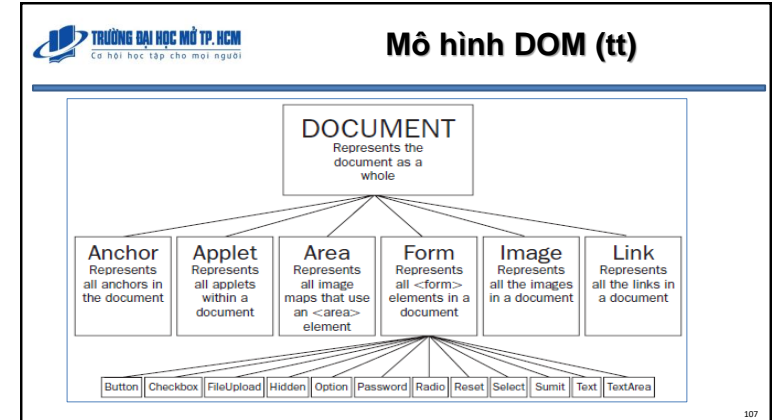 TRƯỜNG ĐẠI HỌC MỞ TP. HCM
Cơ hội học tập cho mọi người
Mô hình DOM (tt)
DOCUMENT
Represents the
document as a
whole
Anchor
Represents
all anchors in
the document
Applet
Represents
all applets
within a
document
Area
Represents
all image
maps that use
an <area>
element
Form
Represents
all <form>
elements in a
document
Image
Represents
all the images
in a document
Link
Represents
all the links in
a document
Button
Checkbox
FileUpload
Hidden
Option
Password
Radio
Reset
Select
Sumit
Text
TextArea
107